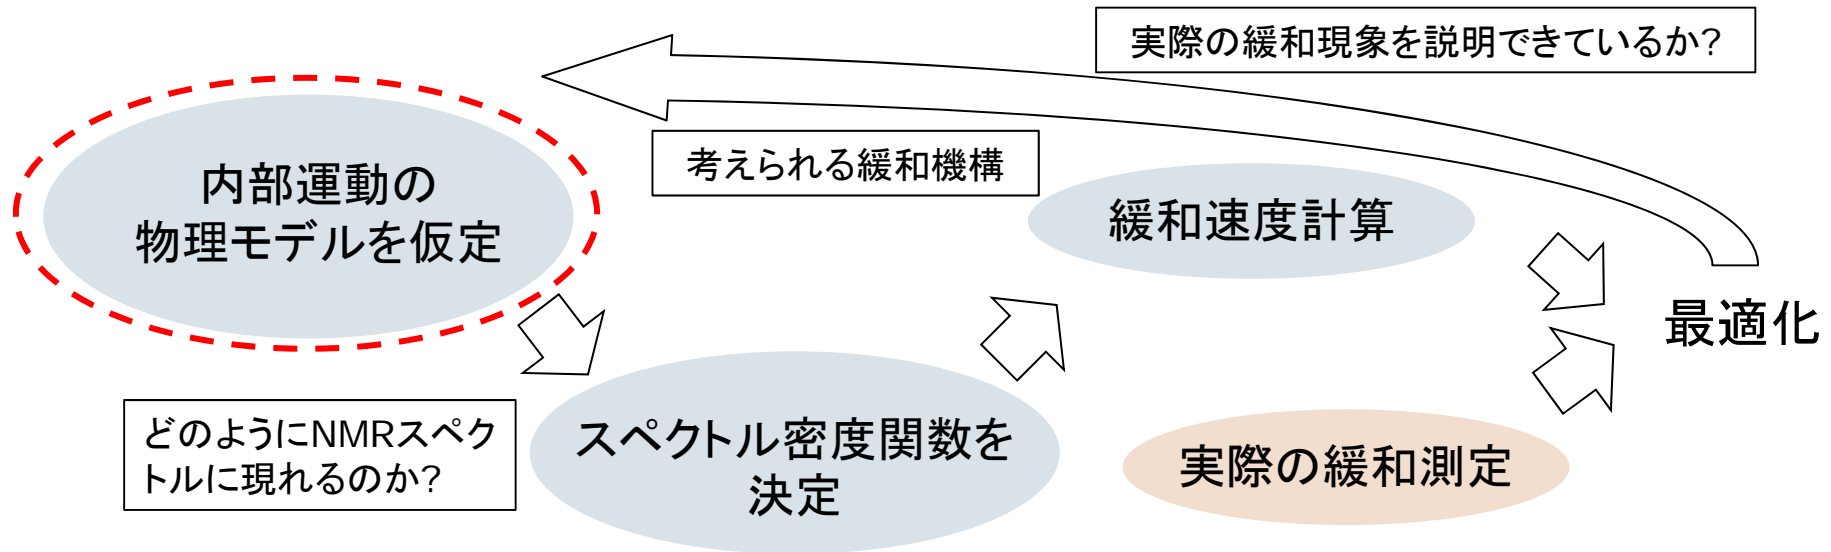 実際の緩和現象を説明できているか?
考えられる緩和機構
内部運動の
物理モデルを仮定
緩和速度計算
最適化
どのようにNMRスペク
トルに現れるのか?
スペクトル密度関数を
決定
実際の緩和測定